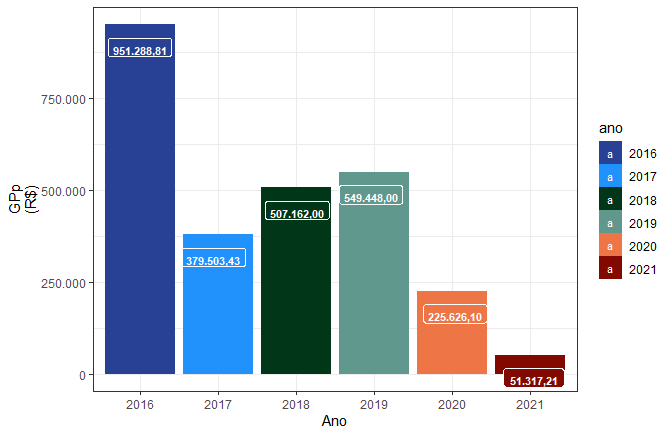 951.288,81
379.503,43
507.162,00
549.448,00
225.626,10
51.317,21
750.000
500.000
250.000
0
GPp
(R$)
2016 2017 2018 2019 2020 2021
Ano
ano
a 2016
a 2017
a 2018
a 2019
a 2020
a 2021